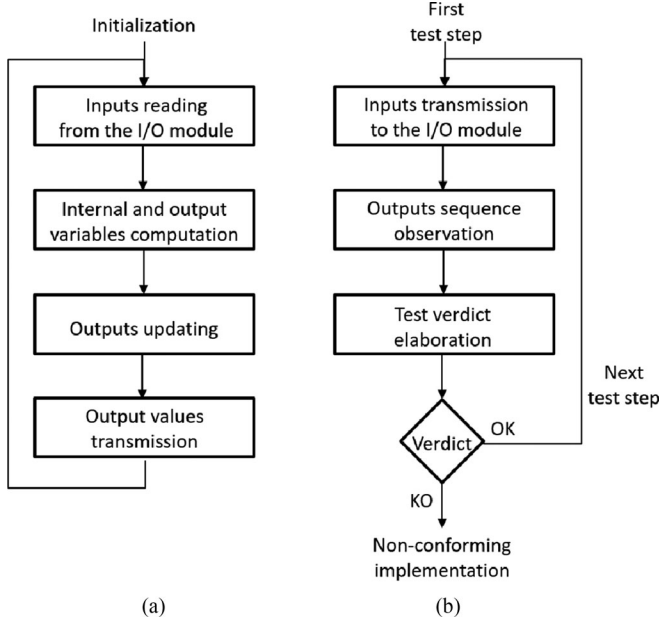 Initialization
Inputs reading
from the I/O module
Internal and output
variables computation
Outputs updating
Output values
transmission
(a)
First
test step
Inputs transmission
to the I/O module
Outputs sequence
observation
Test verdict
elaboration
Verdict
OK
Next
test step
KO
Non-conforming
implementation
(b)